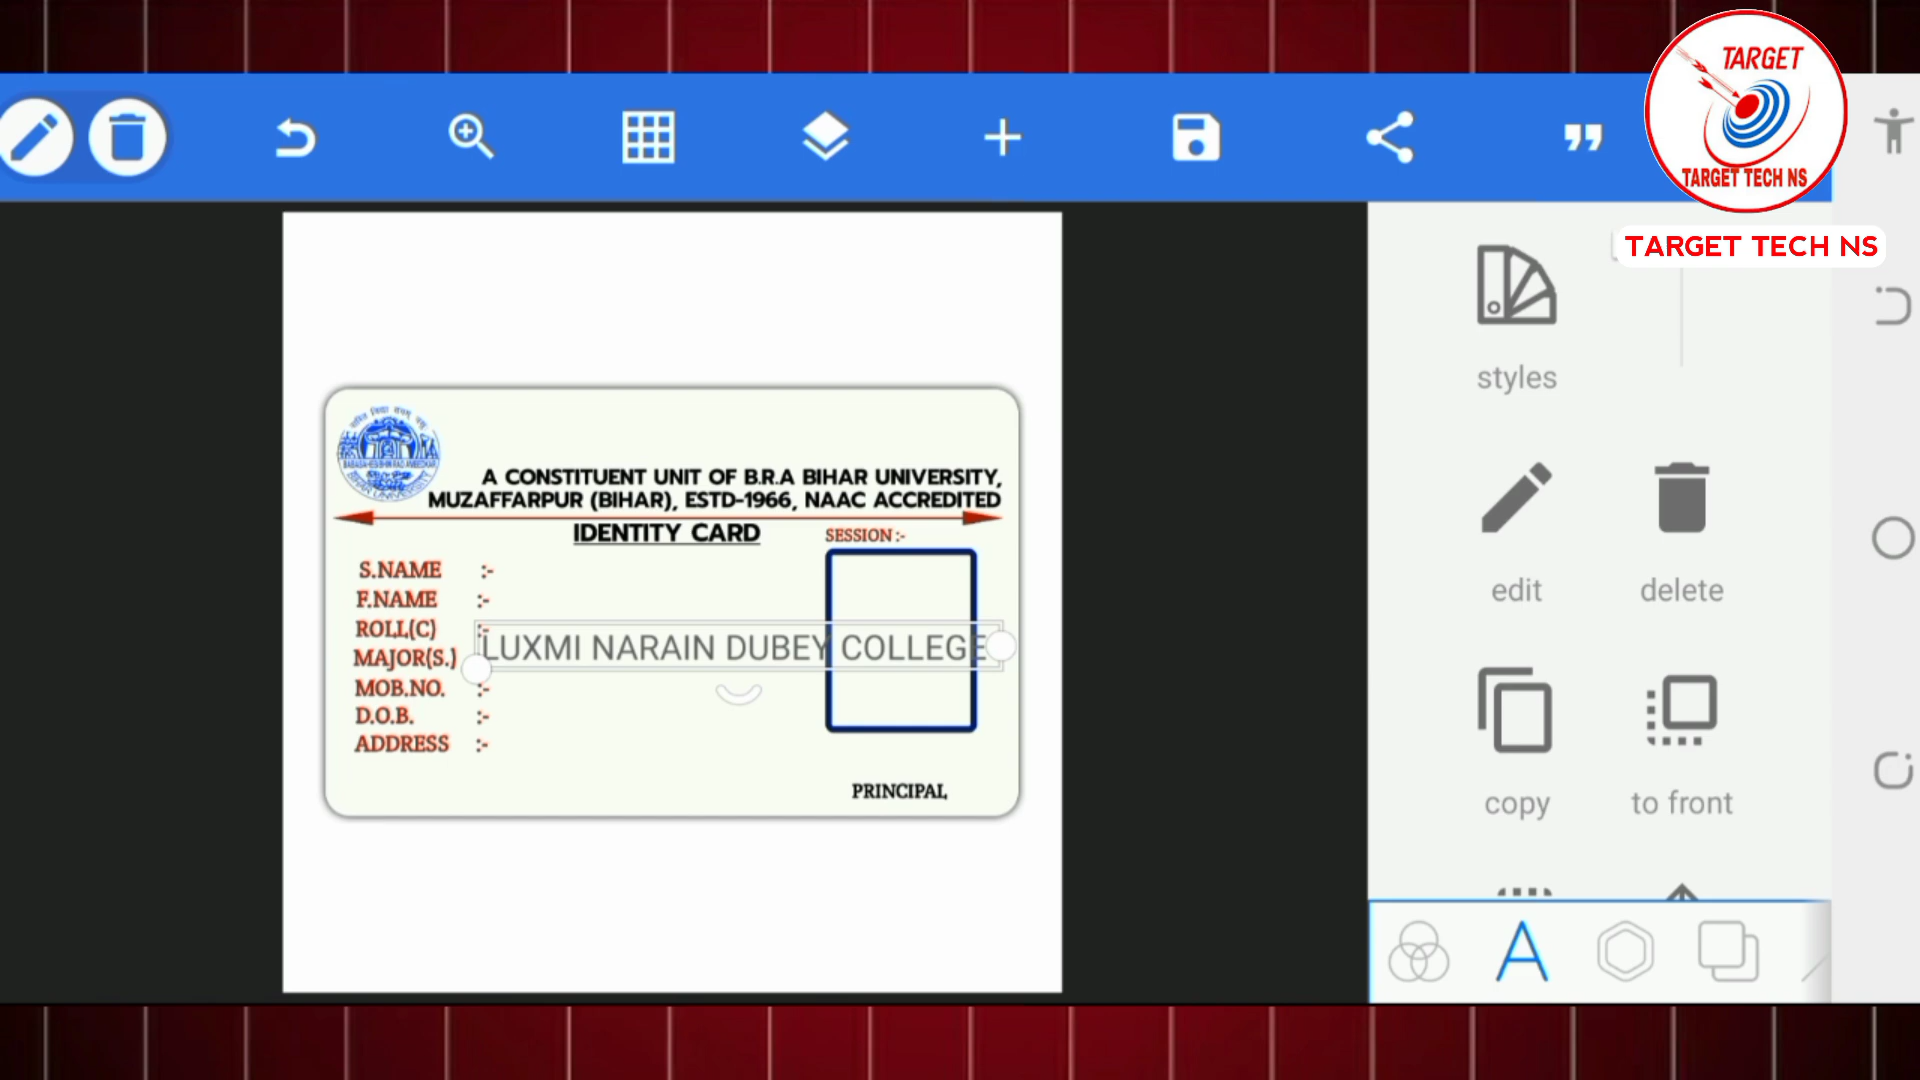 TARGET
TARGET TECH NS
TARGET TECH NS
styles
edit
delete
copy
to front
A CONSTITUENT UNIT OF B.R.A BIHAR UNIVERSITY,
MUZAFFARPUR (BIHAR), ESTD-1966, NAAC ACCREDITED
IDENTITY CARD
SESSION :-
S.NAME :-
F.NAME :-
ROLL(C) :-
LUXMI NARAIN DUBEY COLLEGE
MAJOR(S.)
MOB.NO. :-
D.O.B. :-
ADDRESS :-
PRINCIPAL